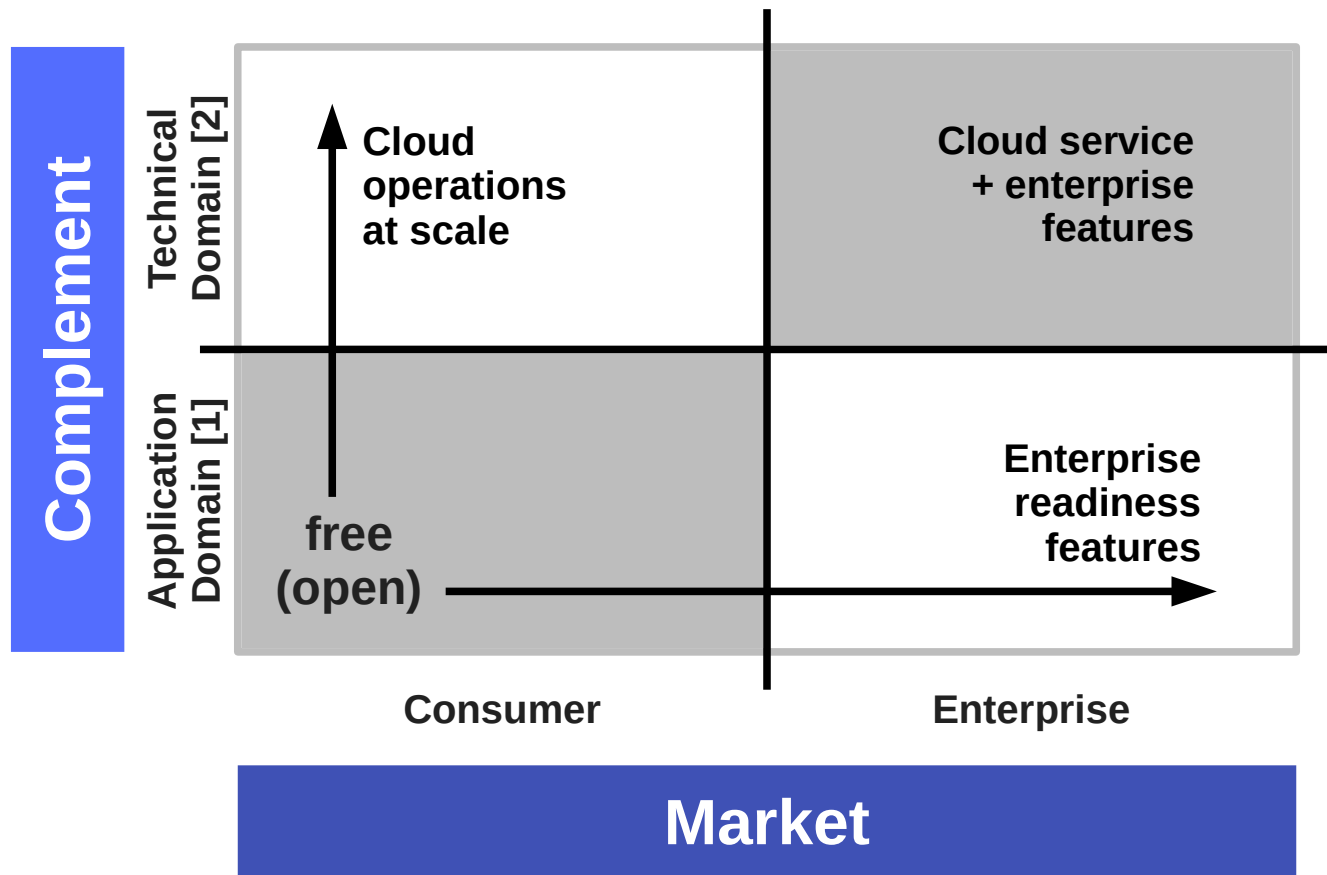 Complement
Technical
Domain [2]
Application
Domain [1]
Cloud
operations
at scale
Cloud service
+ enterprise
features
free
(open)
Enterprise
readiness
features
Consumer
Enterprise
Market